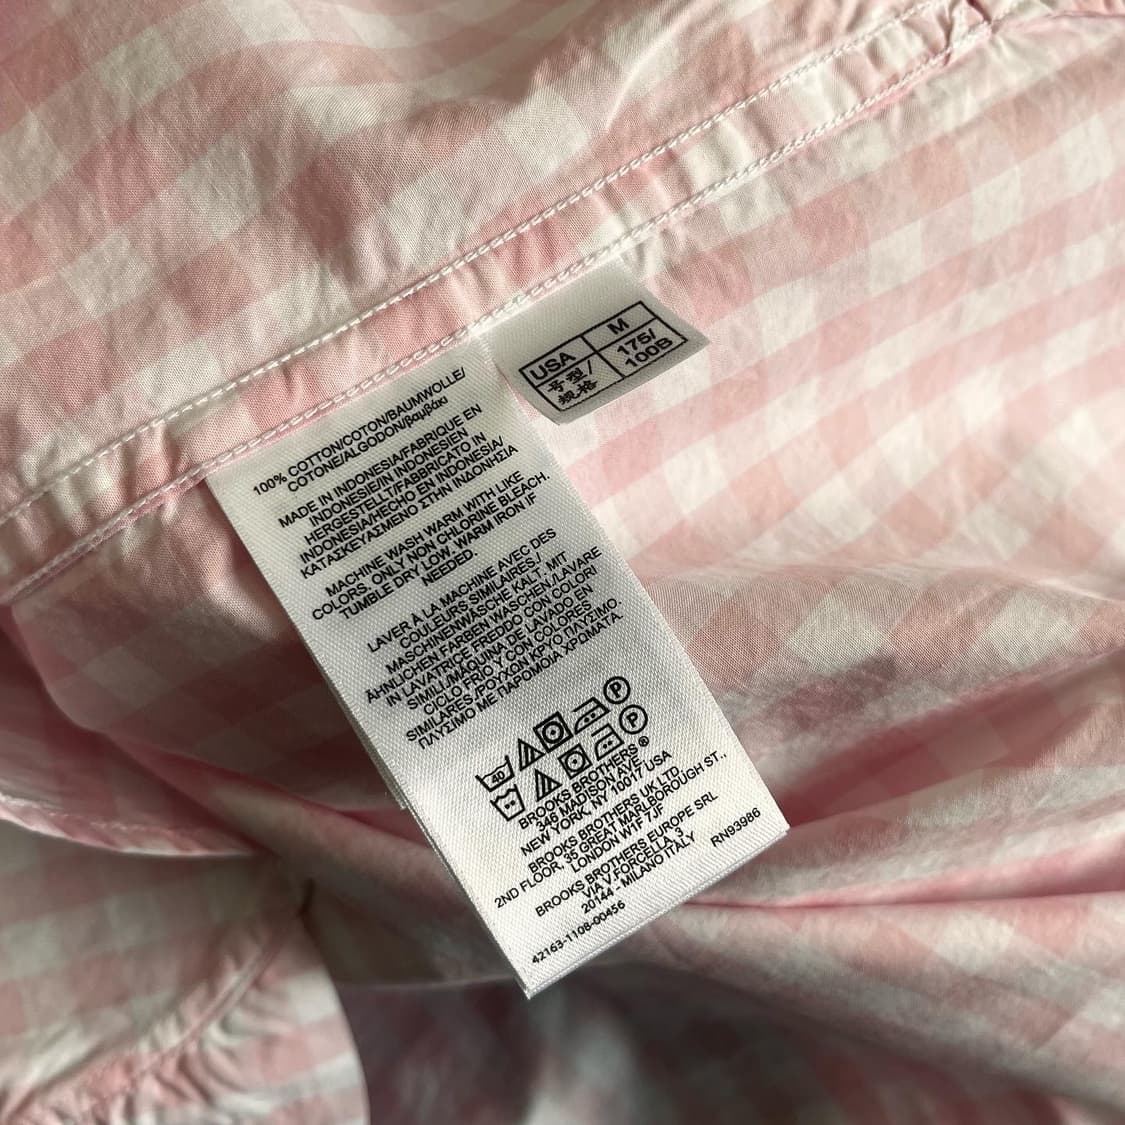 USA M
号型/
规格 175/
100B
100% COTTON/COTON/BAUMWOLLE/
COTONE/ALGODON/βαμβάκι
MADE IN INDONESIA/FABRIQUE EN
INDONESIE/IN INDONESIEN
HERGESTELLT/FABBRICATO IN
INDONESIA/HECHO EN INDONESIA/
ΚΑΤΑΣΚΕΥΑΣΜΕΝΟ ΣΤΗΝ ΙΝΔΟΝΗΣΙΑ
MACHINE WASH WARM WITH LIKE
COLORS. ONLY NON CHLORINE BLEACH.
TUMBLE DRY LOW, WARM IRON /IF
NEEDED.
LAVER À LA MACHINE AVEC DES
COULEURS SIMILAIRES./
MASCHINENWÄSCHE KALT, MIT
ÄHNLICHEN FARBEN WASCHEN/LAVARE
IN LAVATRICE FREDDO CON COLORI
SIMILI./MÁQUINA DE LAVADO EN
CICLO FRIO Y CON COLORES
SIMILARES./ΡΟΥΧΩΝ ΚΡΥΟ ΠΛΥΣΙΜΟ.
ΠΛΥΣΙΜΟ ΜΕ ΠΑΡΟΜΟΙΑ ΧΡΩΜΑΤΑ.
40 P
P
BROOKS BROTHERS®
346 MADISON AVE
NEW YORK, NY, 10017 USA
BROOKS BROTHERS UK LTD
2ND FLOOR, 35 GREAT MARLBOROUGH ST.,
LONDON W1F 7JF
BROOKS BROTHERS EUROPE SRL
VIA V.FORCELLA 3
20144 - MILANO ITALY
RN93986
42163-1108-00456